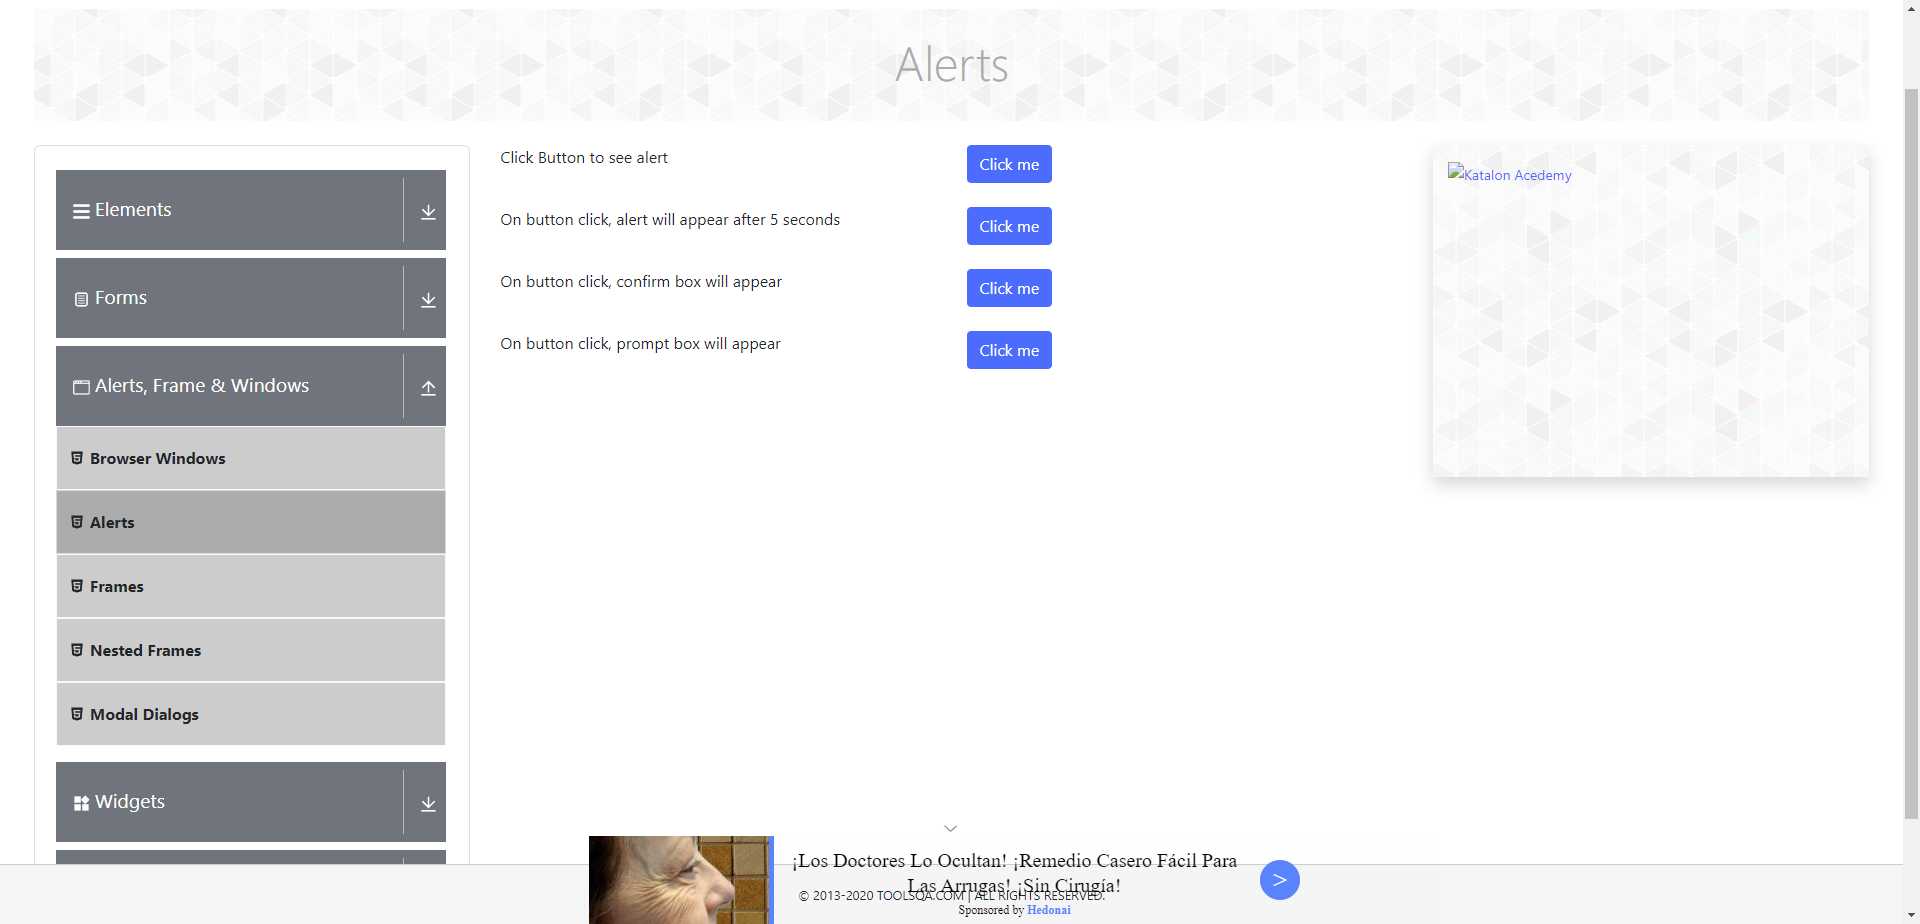 Alerts
Elements
Forms
Alerts, Frame & Windows
Browser Windows
Alerts
Frames
Nested Frames
Modal Dialogs
Widgets
Click Button to see alert
Click me
On button click, alert will appear after 5 seconds
Click me
On button click, confirm box will appear
Click me
On button click, prompt box will appear
Click me
Katalon Acedemy
¡Los Doctores Lo Ocultan! ¡Remedio Casero Fácil Para
Las Arrugas! ¡Sin Cirugía!
>
© 2013-2020 TOOLSQA.COM | ALL RIGHTS RESERVED.
Sponsored by Hedonai